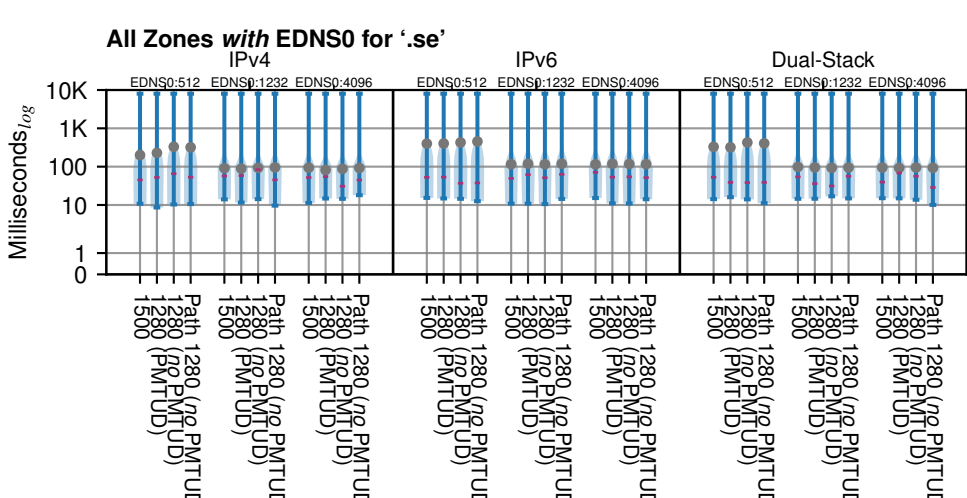 All Zones with EDNS0 for ‘.se’
IPv4 IPv6 Dual-Stack
EDNS0:512 EDNS0:1232 EDNS0:4096 EDNS0:512 EDNS0:1232 EDNS0:4096 EDNS0:512 EDNS0:1232 EDNS0:4096
Milliseconds log
10K
1K
100
10
1
0
1500
1280 (PMTUD)
1280 (no PMTUD)
Path 1280 (no PMTUD
1500
1280 (PMTUD)
1280 (no PMTUD)
Path 1280 (no PMTUD
1500
1280 (PMTUD)
1280 (no PMTUD)
Path 1280 (no PMTUD
1500
1280 (PMTUD)
1280 (no PMTUD)
Path 1280 (no PMTUD
1500
1280 (PMTUD)
1280 (no PMTUD)
Path 1280 (no PMTUD
1500
1280 (PMTUD)
1280 (no PMTUD)
Path 1280 (no PMTUD
1500
1280 (PMTUD)
1280 (no PMTUD)
Path 1280 (no PMTUD
1500
1280 (PMTUD)
1280 (no PMTUD)
Path 1280 (no PMTUD
1500
1280 (PMTUD)
1280 (no PMTUD)
Path 1280 (no PMTUD